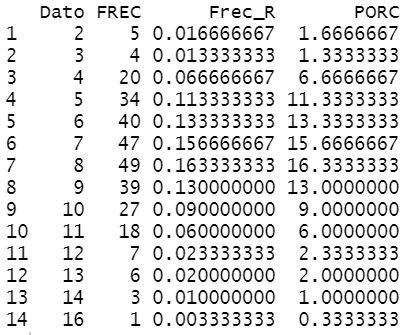 Dato FREC Frec_R PORC
1 2 5 0.016666667 1.6666667
2 3 4 0.013333333 1.3333333
3 4 20 0.066666667 6.6666667
4 5 34 0.113333333 11.3333333
5 6 40 0.133333333 13.3333333
6 7 47 0.156666667 15.6666667
7 8 49 0.163333333 16.3333333
8 9 39 0.130000000 13.0000000
9 10 27 0.090000000 9.0000000
10 11 18 0.060000000 6.0000000
11 12 7 0.023333333 2.3333333
12 13 6 0.020000000 2.0000000
13 14 3 0.010000000 1.0000000
14 16 1 0.003333333 0.3333333